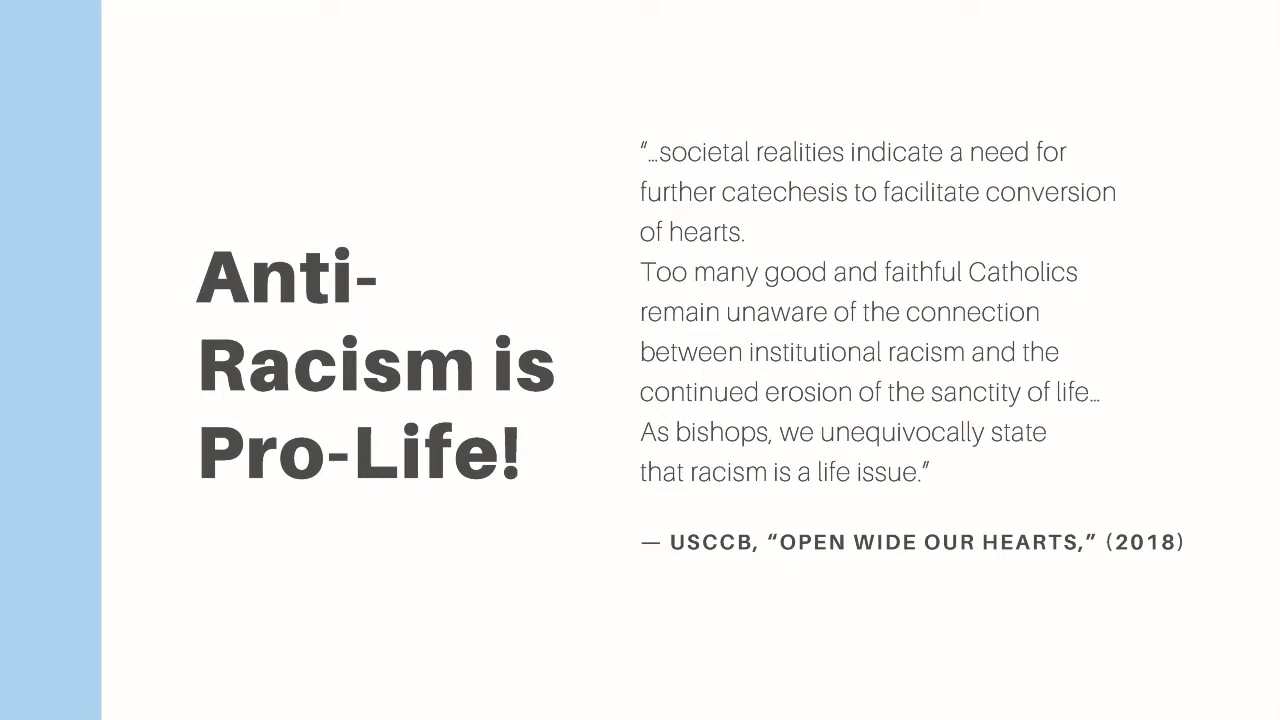 Anti-
Racism is
Pro-Life!
“...societal realities indicate a need for
further catechesis to facilitate conversion
of hearts.
Too many good and faithful Catholics
remain unaware of the connection
between institutional racism and the
continued erosion of the sanctity of life...
As bishops, we unequivocally state
that racism is a life issue.”
— USCCB, “OPEN WIDE OUR HEARTS,” (2018)